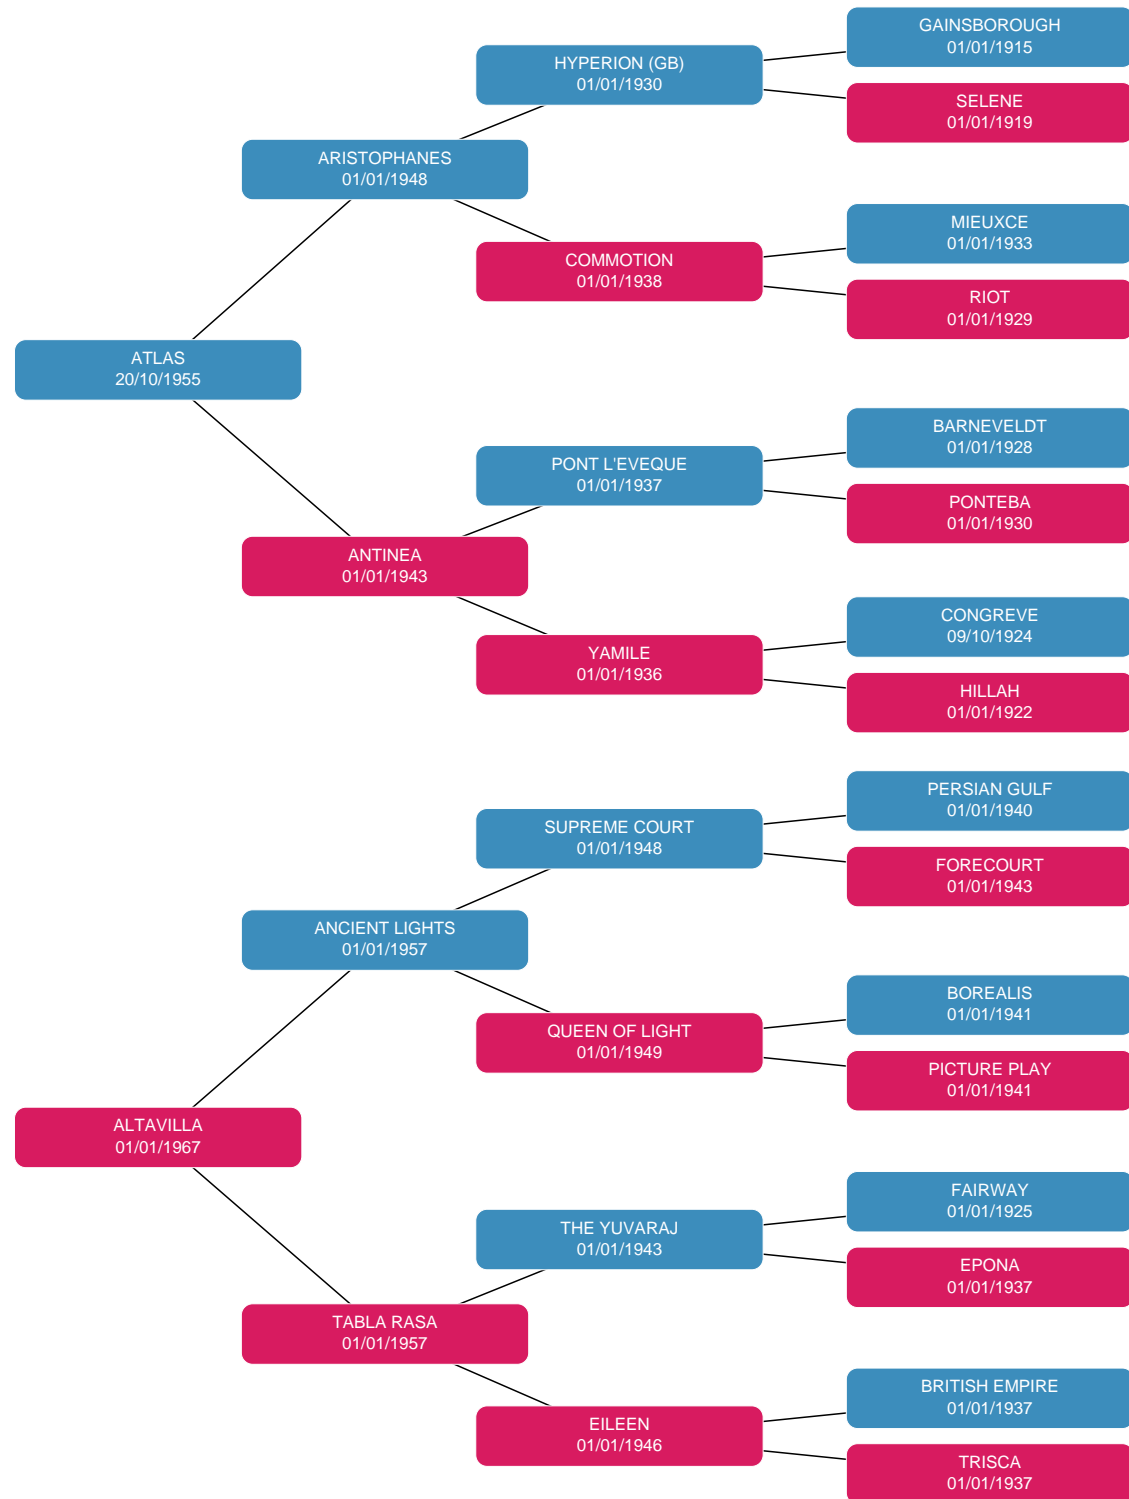 GAINSBOROUGH
01/01/1915
HYPERION (GB)
01/01/1930
SELENE
01/01/1919
ARISTOPHANES
01/01/1948
MIEUXCE
01/01/1933
COMMOTION
01/01/1938
RIOT
01/01/1929
ATLAS
20/10/1955
BARNEVELDT
01/01/1928
PONT L'EVEQUE
01/01/1937
PONTEBA
01/01/1930
ANTINEA
01/01/1943
CONGREVE
09/10/1924
YAMILE
01/01/1936
HILLAH
01/01/1922
PERSIAN GULF
01/01/1940
SUPREME COURT
01/01/1948
FORECOURT
01/01/1943
ANCIENT LIGHTS
01/01/1957
BOREALIS
01/01/1941
QUEEN OF LIGHT
01/01/1949
PICTURE PLAY
01/01/1941
ALTAVILLA
01/01/1967
FAIRWAY
01/01/1925
THE YUVARAJ
01/01/1943
EPONA
01/01/1937
TABLA RASA
01/01/1957
BRITISH EMPIRE
01/01/1937
EILEEN
01/01/1946
TRISCA
01/01/1937